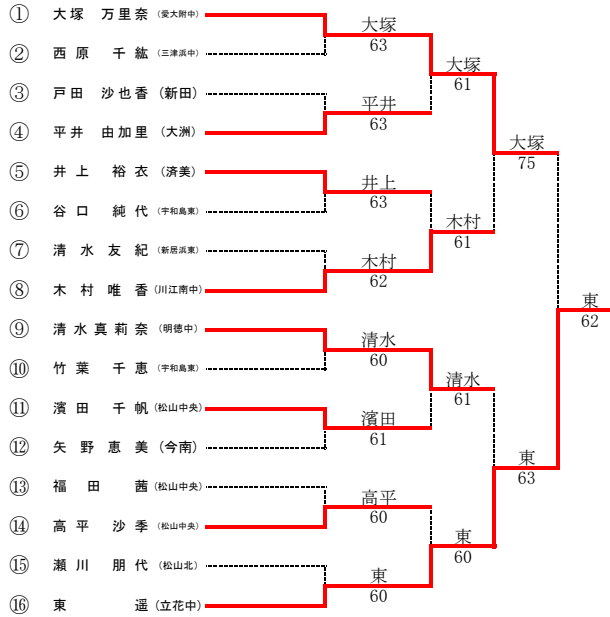 ① 大塚 万里奈 (愛大附中)
② 西原 千紘 (三津浜中)
③ 戸田 沙也香 (新田)
④ 平井 由加里 (大洲)
⑤ 井上 裕衣 (済美)
⑥ 谷口 純代 (宇和島東)
⑦ 清水友紀 (新居浜東)
⑧ 木村唯香 (川江南中)
⑨ 清水真莉奈 (明徳中)
⑩ 竹葉 千恵 (宇和島東)
⑪ 濱田 千帆 (松山中央)
⑫ 矢野恵美 (今南)
⑬ 福田 茜 (松山中央)
⑭ 高平 沙季 (松山中央)
⑮ 瀬川 朋代 (松山北)
⑯ 東 遥 (立花中)
大塚
63
平井
63
井上
63
木村
62
清水
60
濱田
61
高平
60
東
60
大塚
61
木村
61
清水
61
東
60
大塚
75
東
63
東
62